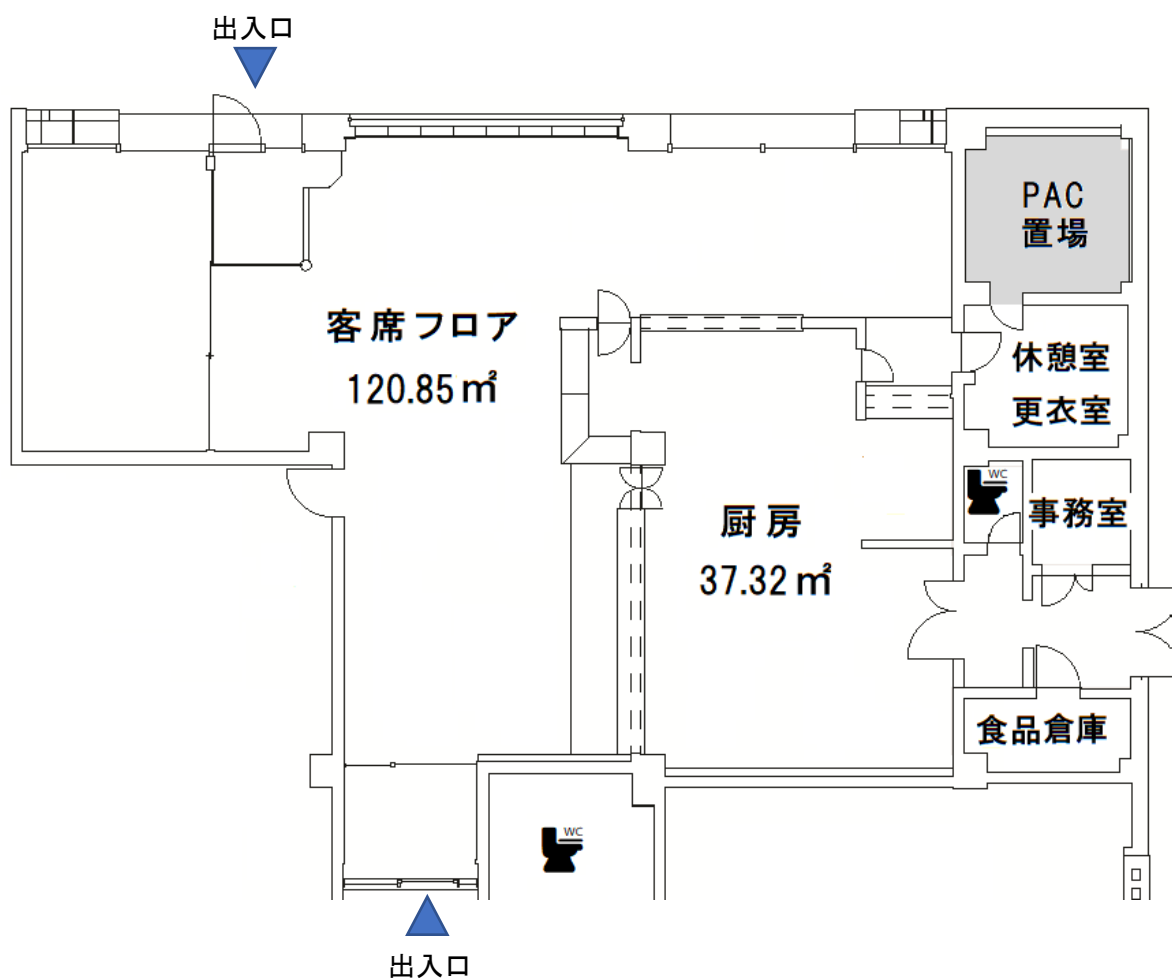 出入口
PAC
置場
客席フロア
120.85㎡
休憩室
更衣室
WC
事務室
厨房
37.32㎡
食品倉庫
WC
出入口